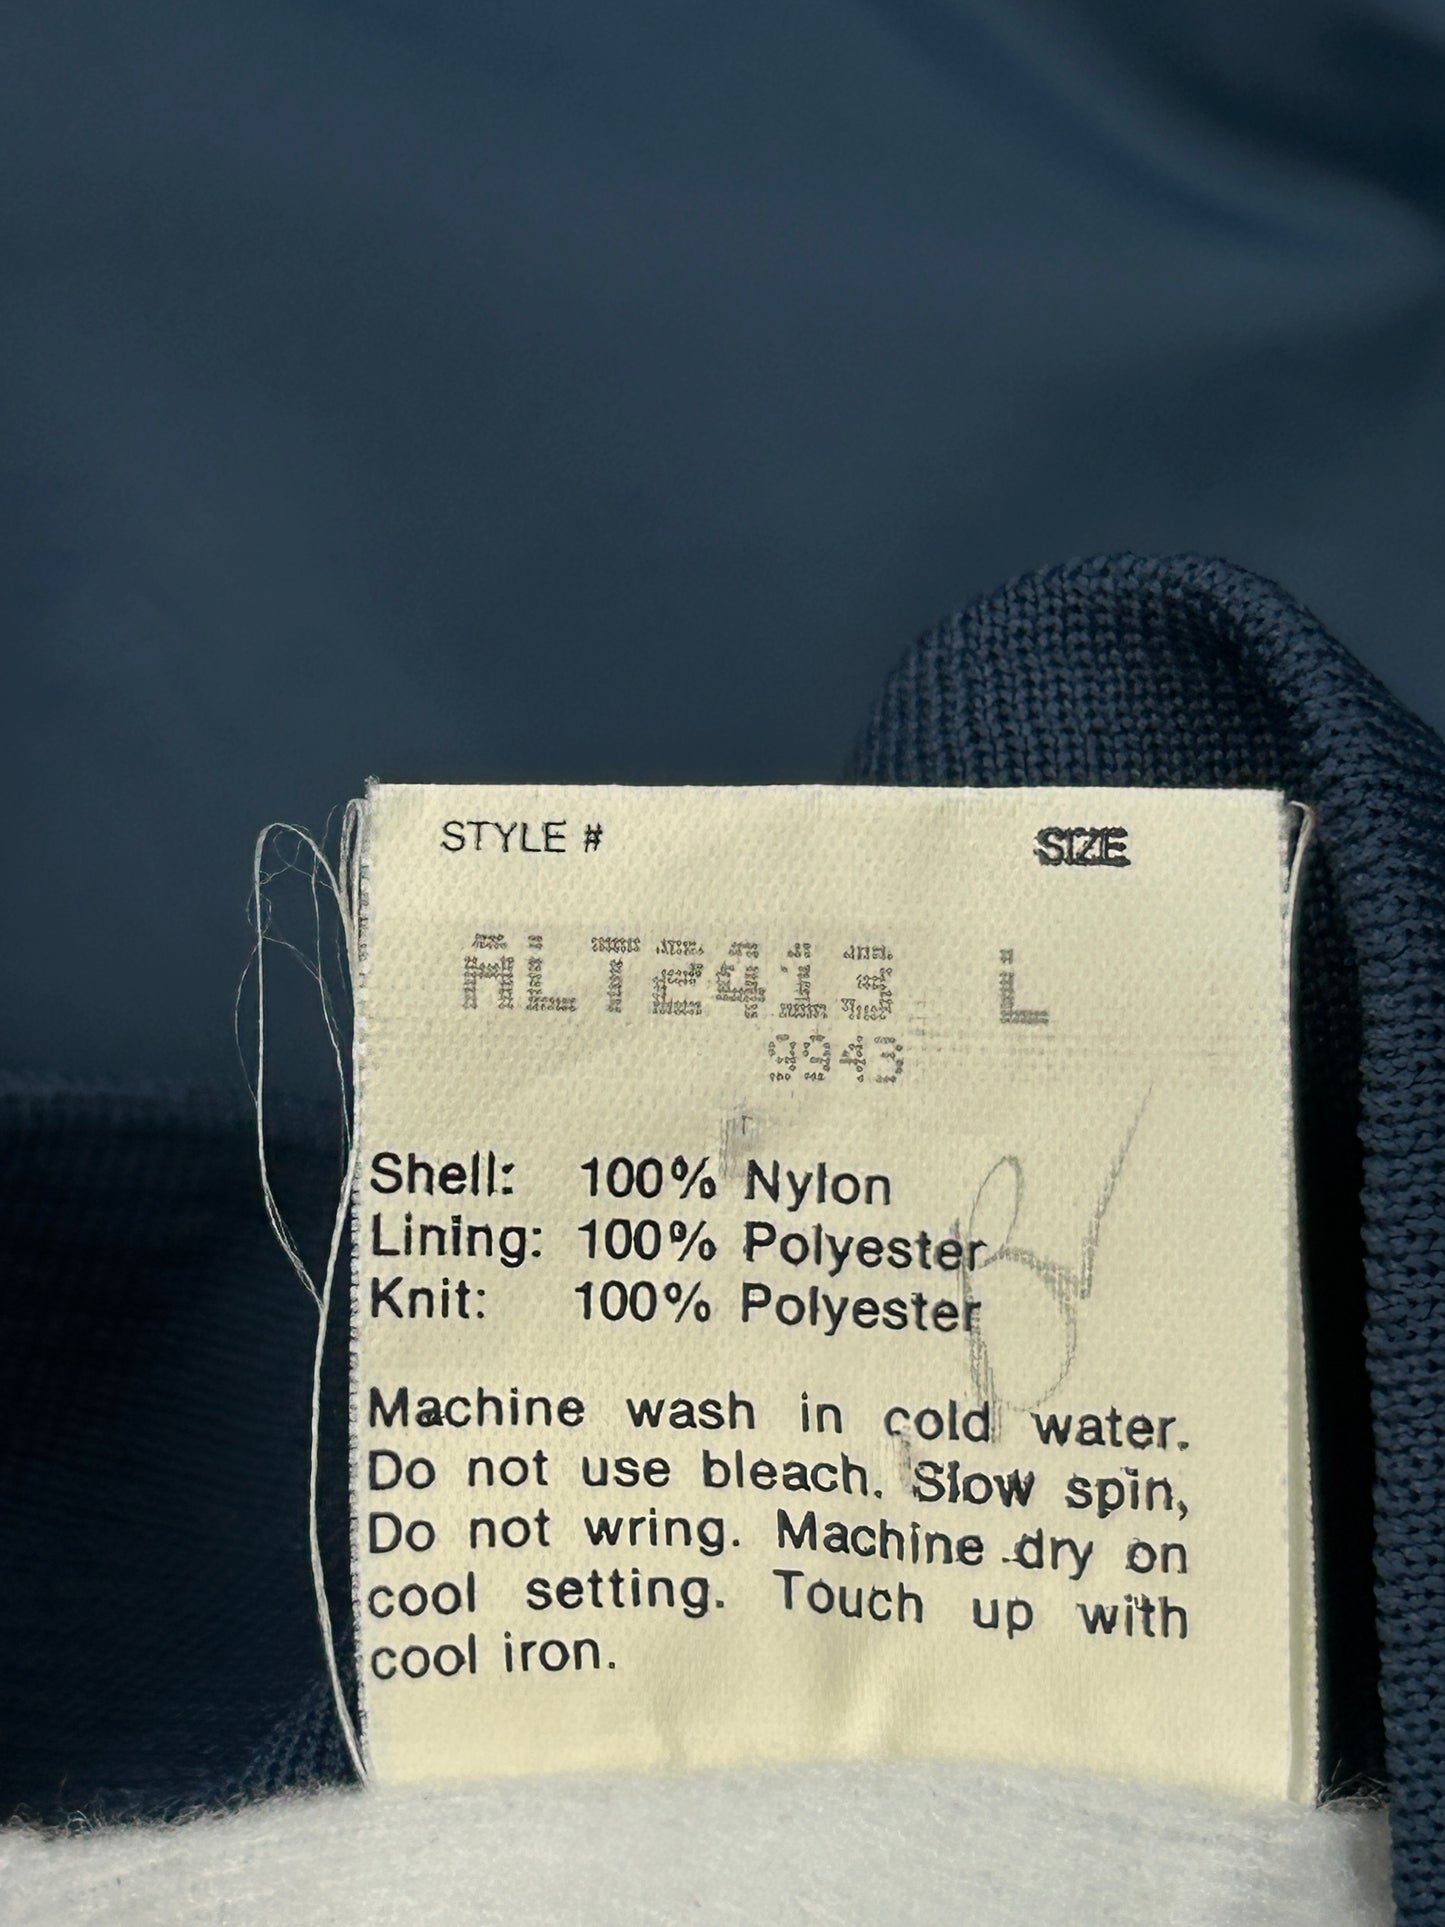 STYLE # SIZE
L
Shell: 100% Nylon
Lining: 100% Polyester
Knit: 100% Polyester
Machine wash in cold water.
Do not use bleach. Slow spin,
Do not wring. Machine dry on
cool setting. Touch up with
cool iron.